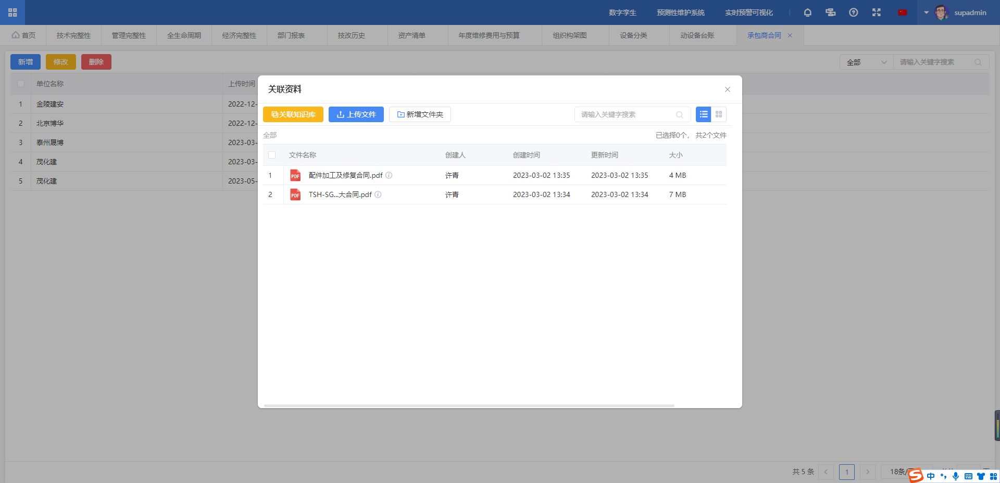 数字孪生 预测性维护系统 实时预警可视化 supadmin
首页 技术完整性 管理完整性 全生命周期 经济完整性 部门报表 技改历史 资产清单 年度维修费用与预算 组织构架图 设备分类 动设备台账 承包商合同
新增 修改 删除 全部 请输入关键字搜索
单位名称 上传时间
1 金陵建安 2022-12-
2 北京博华 2022-12-
3 泰州晟博 2023-03-
4 茂化建 2023-03-
5 茂化建 2023-05-
关联资料
关联知识库 上传文件 新增文件夹 请输入关键字搜索
全部 已选择0个， 共2个文件
文件名称 创建人 创建时间 更新时间 大小
1 PDF 配件加工及修复合同.pdf 许青 2023-03-02 13:35 2023-03-02 13:35 4 MB
2 PDF TSH-SG...大合同.pdf 许青 2023-03-02 13:34 2023-03-02 13:34 7 MB
共 5 条 1 18条/
S 中